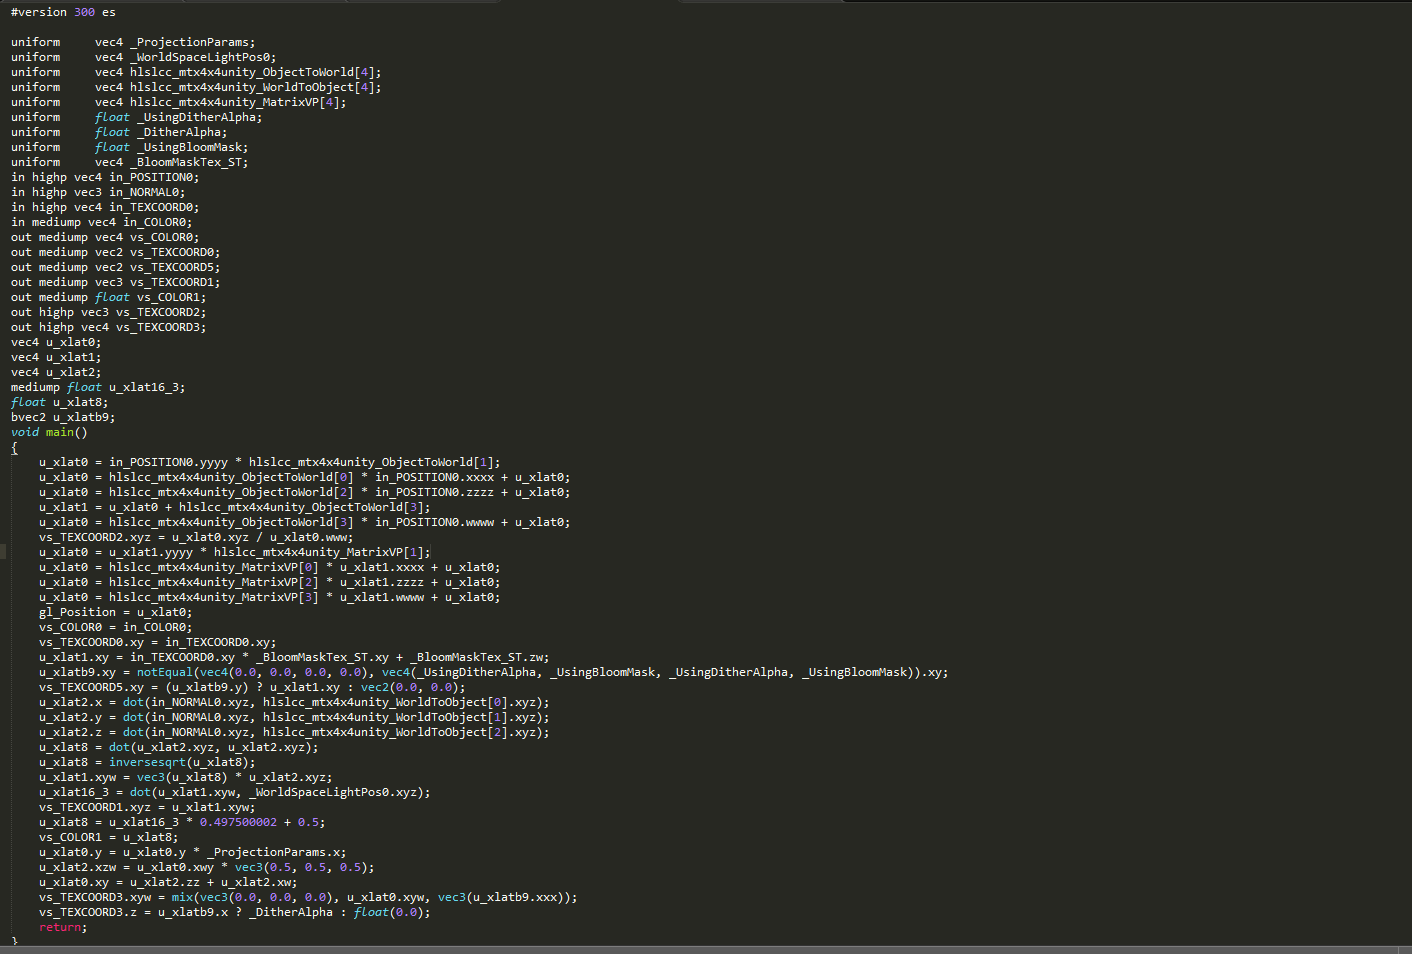 #version 300 es
uniform     vec4 _ProjectionParams;
uniform     vec4 _WorldSpaceLightPos0;
uniform     vec4 hlslcc_mtx4x4unity_ObjectToWorld[4];
uniform     vec4 hlslcc_mtx4x4unity_WorldToObject[4];
uniform     vec4 hlslcc_mtx4x4unity_MatrixVP[4];
uniform     float _UsingDitherAlpha;
uniform     float _DitherAlpha;
uniform     float _UsingBloomMask;
uniform     vec4 _BloomMaskTex_ST;
in highp vec4 in_POSITION0;
in highp vec3 in_NORMAL0;
in highp vec4 in_TEXCOORD0;
in mediump vec4 in_COLOR0;
out mediump vec4 vs_COLOR0;
out mediump vec2 vs_TEXCOORD0;
out mediump vec2 vs_TEXCOORD5;
out mediump vec3 vs_TEXCOORD1;
out mediump float vs_COLOR1;
out highp vec3 vs_TEXCOORD2;
out highp vec4 vs_TEXCOORD3;
vec4 u_xlat0;
vec4 u_xlat1;
vec4 u_xlat2;
mediump float u_xlat16_3;
float u_xlat8;
bvec2 u_xlatb9;
void main()
{
    u_xlat0 = in_POSITION0.yyyy * hlslcc_mtx4x4unity_ObjectToWorld[1];
    u_xlat0 = hlslcc_mtx4x4unity_ObjectToWorld[0] * in_POSITION0.xxxx + u_xlat0;
    u_xlat0 = hlslcc_mtx4x4unity_ObjectToWorld[2] * in_POSITION0.zzzz + u_xlat0;
    u_xlat1 = u_xlat0 + hlslcc_mtx4x4unity_ObjectToWorld[3];
    u_xlat0 = hlslcc_mtx4x4unity_ObjectToWorld[3] * in_POSITION0.wwww + u_xlat0;
    vs_TEXCOORD2.xyz = u_xlat0.xyz / u_xlat0.www;
    u_xlat0 = u_xlat1.yyyy * hlslcc_mtx4x4unity_MatrixVP[1];
    u_xlat0 = hlslcc_mtx4x4unity_MatrixVP[0] * u_xlat1.xxxx + u_xlat0;
    u_xlat0 = hlslcc_mtx4x4unity_MatrixVP[2] * u_xlat1.zzzz + u_xlat0;
    u_xlat0 = hlslcc_mtx4x4unity_MatrixVP[3] * u_xlat1.wwww + u_xlat0;
    gl_Position = u_xlat0;
    vs_COLOR0 = in_COLOR0;
    vs_TEXCOORD0.xy = in_TEXCOORD0.xy;
    u_xlat1.xy = in_TEXCOORD0.xy * _BloomMaskTex_ST.xy + _BloomMaskTex_ST.zw;
    u_xlatb9.xy = notEqual(vec4(0.0, 0.0, 0.0, 0.0), vec4(_UsingDitherAlpha, _UsingBloomMask, _UsingDitherAlpha, _UsingBloomMask)).xy;
    vs_TEXCOORD5.xy = (u_xlatb9.y) ? u_xlat1.xy : vec2(0.0, 0.0);
    u_xlat2.x = dot(in_NORMAL0.xyz, hlslcc_mtx4x4unity_WorldToObject[0].xyz);
    u_xlat2.y = dot(in_NORMAL0.xyz, hlslcc_mtx4x4unity_WorldToObject[1].xyz);
    u_xlat2.z = dot(in_NORMAL0.xyz, hlslcc_mtx4x4unity_WorldToObject[2].xyz);
    u_xlat8 = dot(u_xlat2.xyz, u_xlat2.xyz);
    u_xlat8 = inversesqrt(u_xlat8);
    u_xlat1.xyw = vec3(u_xlat8) * u_xlat2.xyz;
    u_xlat16_3 = dot(u_xlat1.xyw, _WorldSpaceLightPos0.xyz);
    vs_TEXCOORD1.xyz = u_xlat1.xyw;
    u_xlat8 = u_xlat16_3 * 0.497500002 + 0.5;
    vs_COLOR1 = u_xlat8;
    u_xlat0.y = u_xlat0.y * _ProjectionParams.x;
    u_xlat2.xzw = u_xlat0.xwy * vec3(0.5, 0.5, 0.5);
    u_xlat0.xy = u_xlat2.zz + u_xlat2.xw;
    vs_TEXCOORD3.xyw = mix(vec3(0.0, 0.0, 0.0), u_xlat0.xyw, vec3(u_xlatb9.xxx));
    vs_TEXCOORD3.z = u_xlatb9.x ? _DitherAlpha : float(0.0);
    return;
}